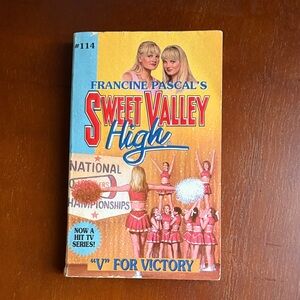 #114
FRANCINE PASCAL'S
SWEET VALLEY
High
NATIONAL
CHAMPIONSHIPS
NOW A
HIT TV
SERIES!
"V" FOR VICTORY